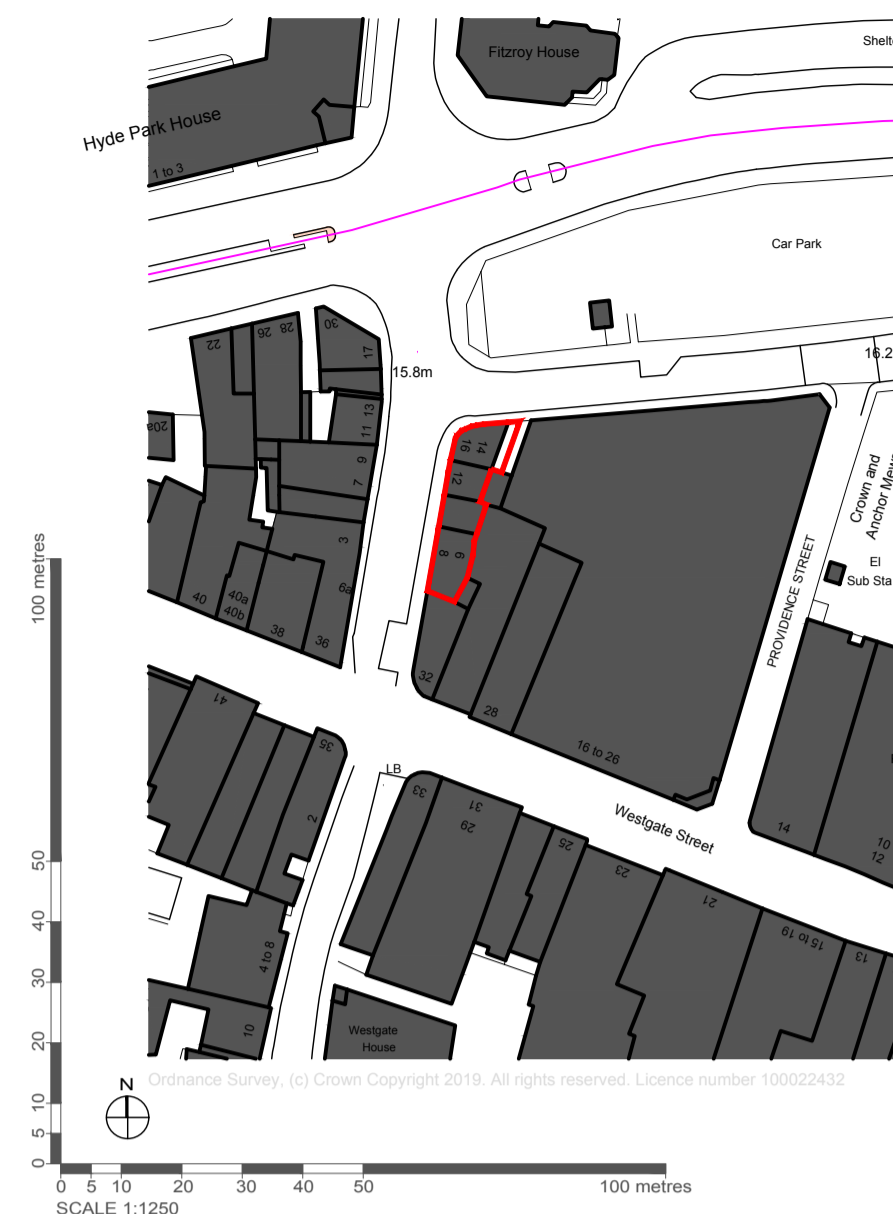 Fitzroy House
Shelt
Hyde Park House
1 to 3
Car Park
30
28
26
22
17
15.8m
16.2
13
11
20a
9
7
3
6a
14
16
12
6
8
Crown and
Anchor Mew
El
Sub Sta
PROVIDENCE STREET
40
40a
40b
38
36
32
28
16 to 26
41
35
2
LB
33
31
29
25
23
21
15 to 19
13
Westgate Street
14
10
12
4 to 8
10
Westgate
House
100 metres
50
40
30
20
10
5
0
N
Ordnance Survey, (c) Crown Copyright 2019. All rights reserved. Licence number 100022432
0 5 10 20 30 40 50 100 metres
SCALE 1:1250